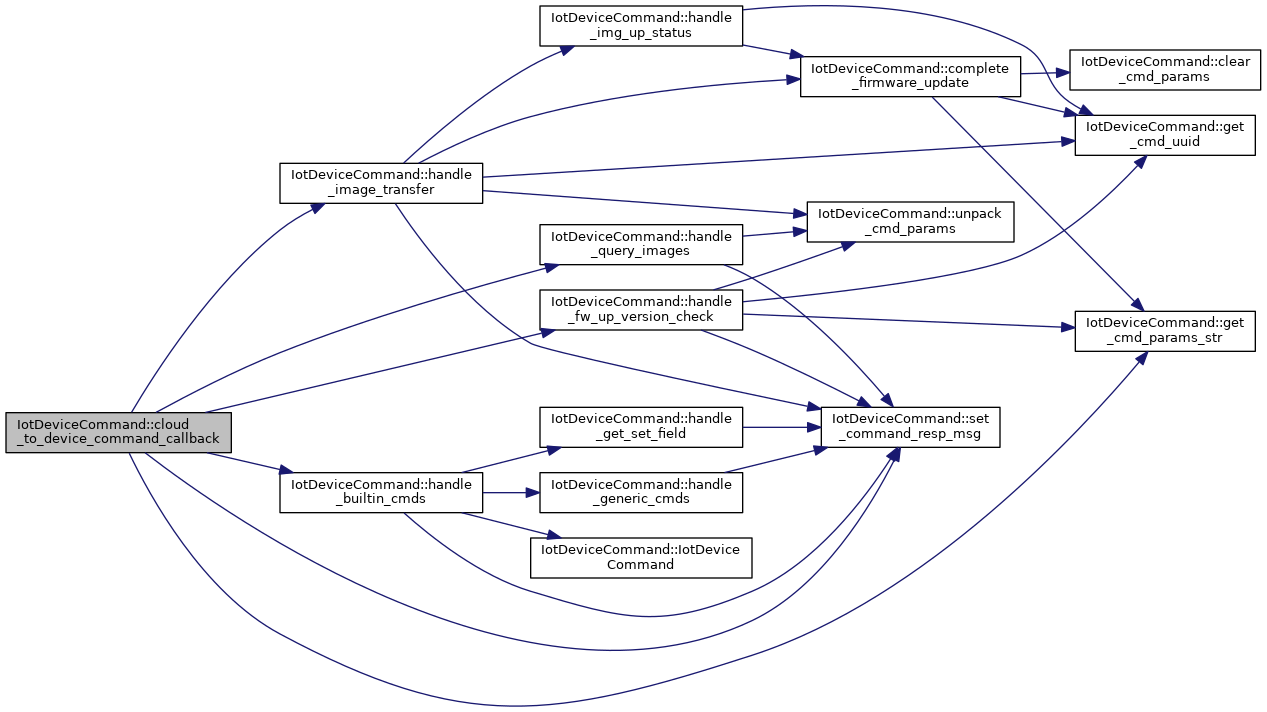 IotDeviceCommand::handle
_img_up_status
IotDeviceCommand::complete
_firmware_update
IotDeviceCommand::clear
_cmd_params
IotDeviceCommand::get
_cmd_uuid
IotDeviceCommand::handle
_image_transfer
IotDeviceCommand::unpack
_cmd_params
IotDeviceCommand::handle
_query_images
IotDeviceCommand::handle
_fw_up_version_check
IotDeviceCommand::get
_cmd_params_str
IotDeviceCommand::cloud
_to_device_command_callback
IotDeviceCommand::handle
_get_set_field
IotDeviceCommand::set
_command_resp_msg
IotDeviceCommand::handle
_builtin_cmds
IotDeviceCommand::handle
_generic_cmds
IotDeviceCommand::IotDevice
Command